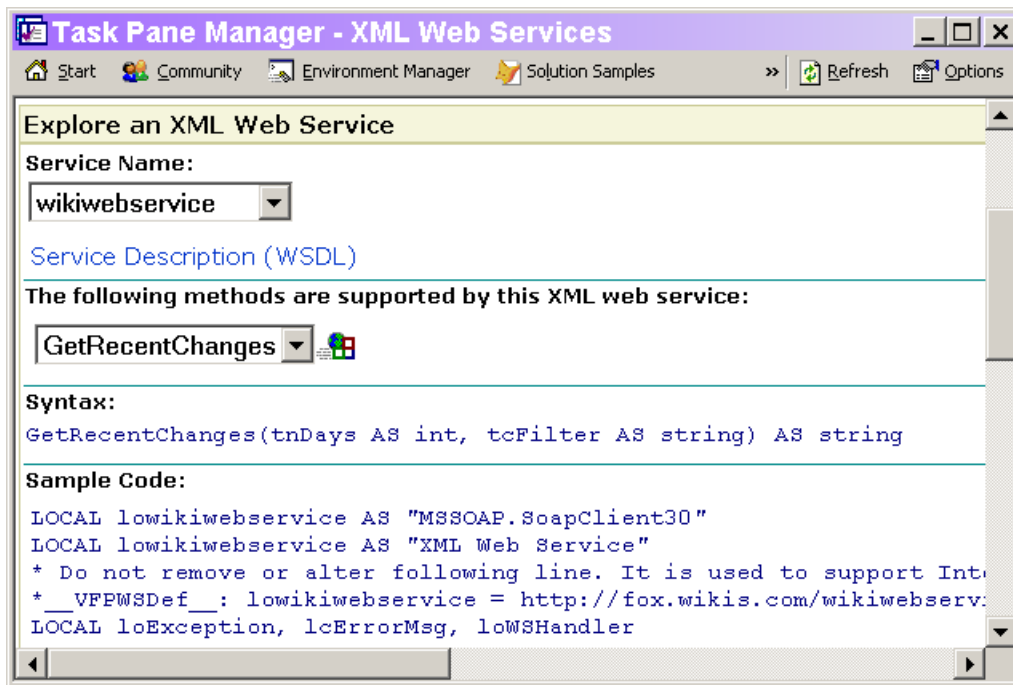 Task Pane Manager - XML Web Services
Start Community Environment Manager Solution Samples » Refresh Options
Explore an XML Web Service
Service Name:
wikiwebservice
Service Description (WSDL)
The following methods are supported by this XML web service:
GetRecentChanges
Syntax:
GetRecentChanges(tnDays AS int, tcFilter AS string) AS string
Sample Code:
LOCAL lowikiwebservice AS "MSSOAP.SoapClient30"
LOCAL lowikiwebservice AS "XML Web Service"
* Do not remove or alter following line. It is used to support Int
*__VFPWSDef__: lowikiwebservice = http://fox.wikis.com/wikiwebserv
LOCAL loException, lcErrorMsg, loWSHandler